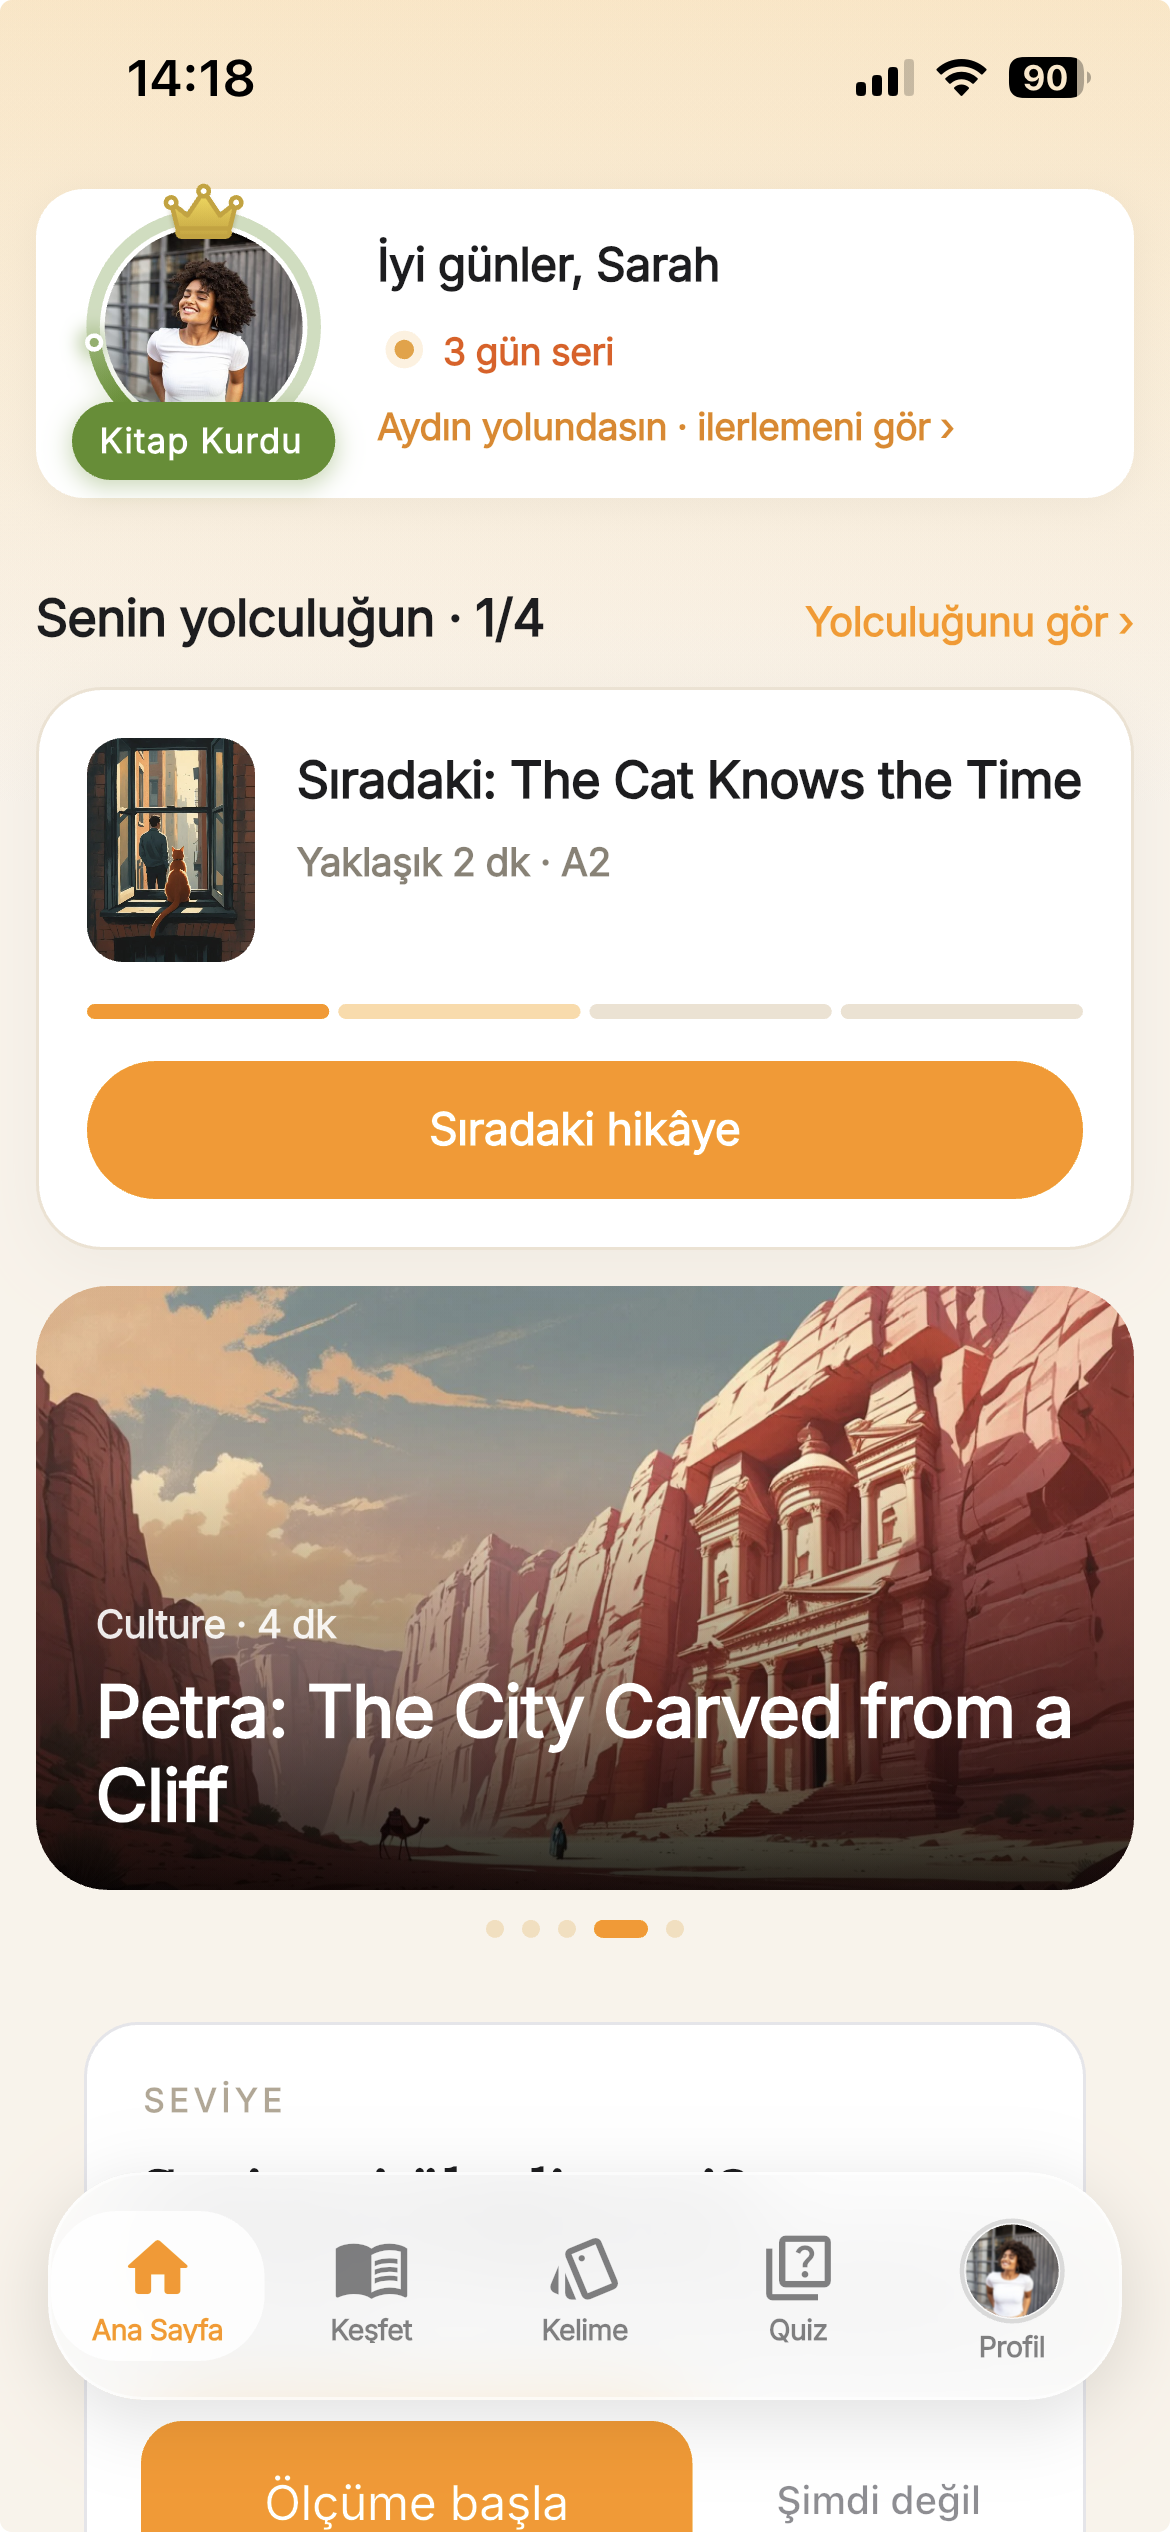 14:18
90
İyi günler, Sarah
3 gün seri
Kitap Kurdu
Aydın yolundasın · ilerlemeni gör ›
Senin yolculuğun · 1/4
Yolculuğunu gör ›
Sıradaki: The Cat Knows the Time
Yaklaşık 2 dk · A2
Sıradaki hikâye
Culture · 4 dk
Petra: The City Carved from a
Cliff
SEVİYE
Ana Sayfa
Keşfet
Kelime
Quiz
Profil
Ölçüme başla
Şimdi değil